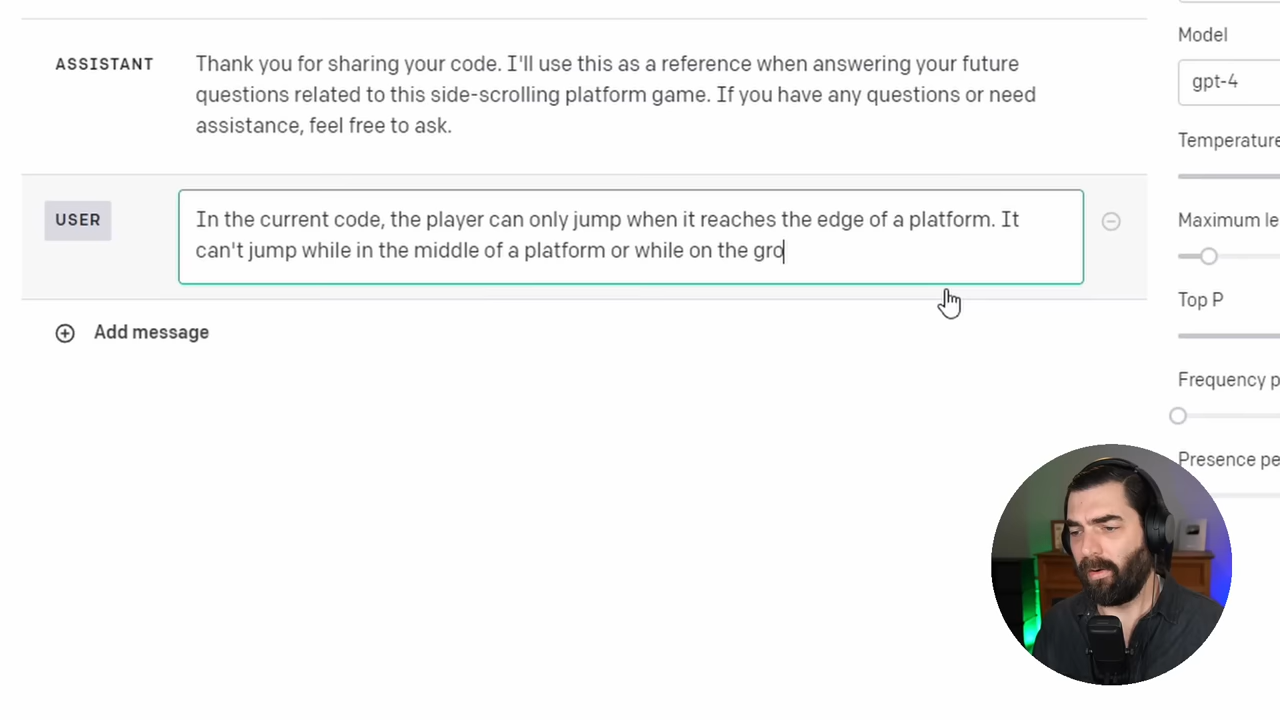 Model
gpt-4
ASSISTANT
Thank you for sharing your code. I'll use this as a reference when answering your future
questions related to this side-scrolling platform game. If you have any questions or need
assistance, feel free to ask.
Temperature
USER
In the current code, the player can only jump when it reaches the edge of a platform. It
can't jump while in the middle of a platform or while on the gro
Maximum le
Top P
Add message
Frequency p
Presence pe